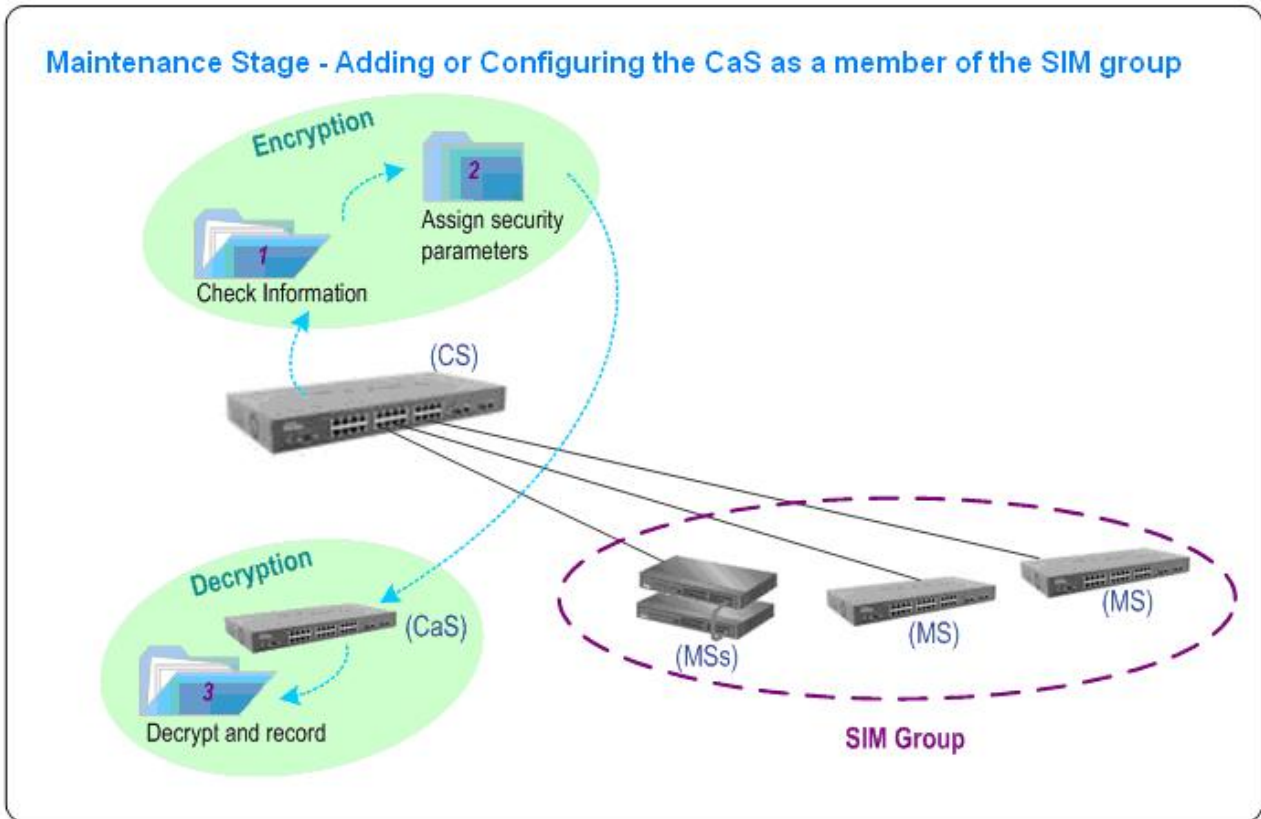 Maintenance Stage - Adding or Configuring the CaS as a member of the SIM group
Encryption
2
Assign security
parameters
1
Check Information
(CS)
Decryption
(CaS)
3
Decrypt and record
(MSs)
(MS)
(MS)
SIM Group